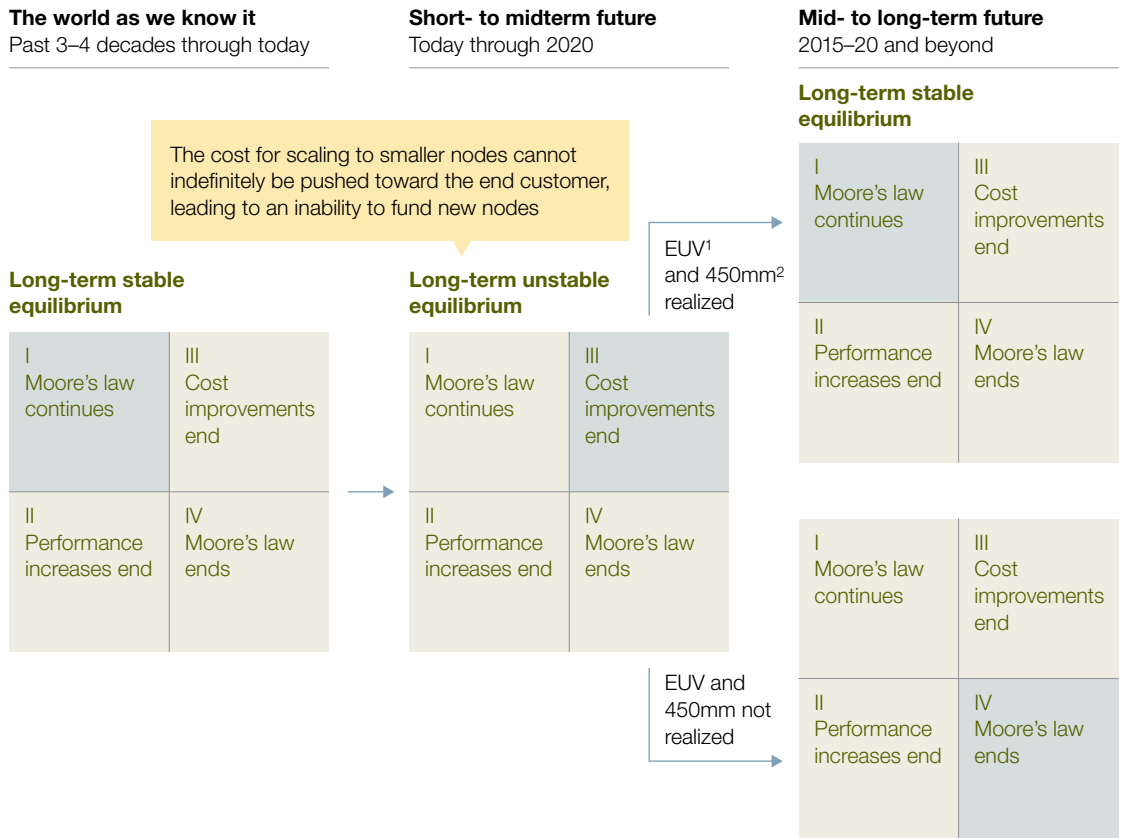 The world as we know it
Past 3–4 decades through today
Short- to midterm future
Today through 2020
Mid- to long-term future
2015–20 and beyond
The cost for scaling to smaller nodes cannot
indefinitely be pushed toward the end customer,
leading to an inability to fund new nodes
Long-term stable
equilibrium
I
Moore’s law
continues
III
Cost
improvements
end
II
Performance
increases end
IV
Moore’s law
ends
Long-term unstable
equilibrium
I
Moore’s law
continues
III
Cost
improvements
end
II
Performance
increases end
IV
Moore’s law
ends
EUV¹
and 450mm²
realized
Long-term stable
equilibrium
I
Moore’s law
continues
III
Cost
improvements
end
II
Performance
increases end
IV
Moore’s law
ends
EUV and
450mm not
realized
I
Moore’s law
continues
III
Cost
improvements
end
II
Performance
increases end
IV
Moore’s law
ends